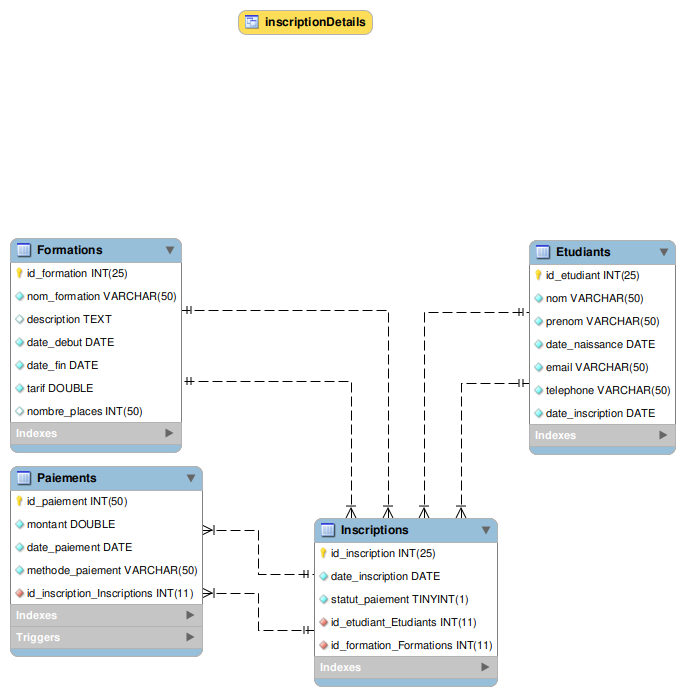 inscriptionDetails
Formations
id_formation INT(25)
nom_formation VARCHAR(50)
description TEXT
date_debut DATE
date_fin DATE
tarif DOUBLE
nombre_places INT(50)
Indexes
Etudiants
id_etudiant INT(25)
nom VARCHAR(50)
prenom VARCHAR(50)
date_naissance DATE
email VARCHAR(50)
telephone VARCHAR(50)
date_inscription DATE
Indexes
Paiements
id_paiement INT(50)
montant DOUBLE
date_paiement DATE
methode_paiement VARCHAR(50)
id_inscription_Inscriptions INT(11)
Indexes
Triggers
Inscriptions
id_inscription INT(25)
date_inscription DATE
statut_paiement TINYINT(1)
id_etudiant_Etudiants INT(11)
id_formation_Formations INT(11)
Indexes